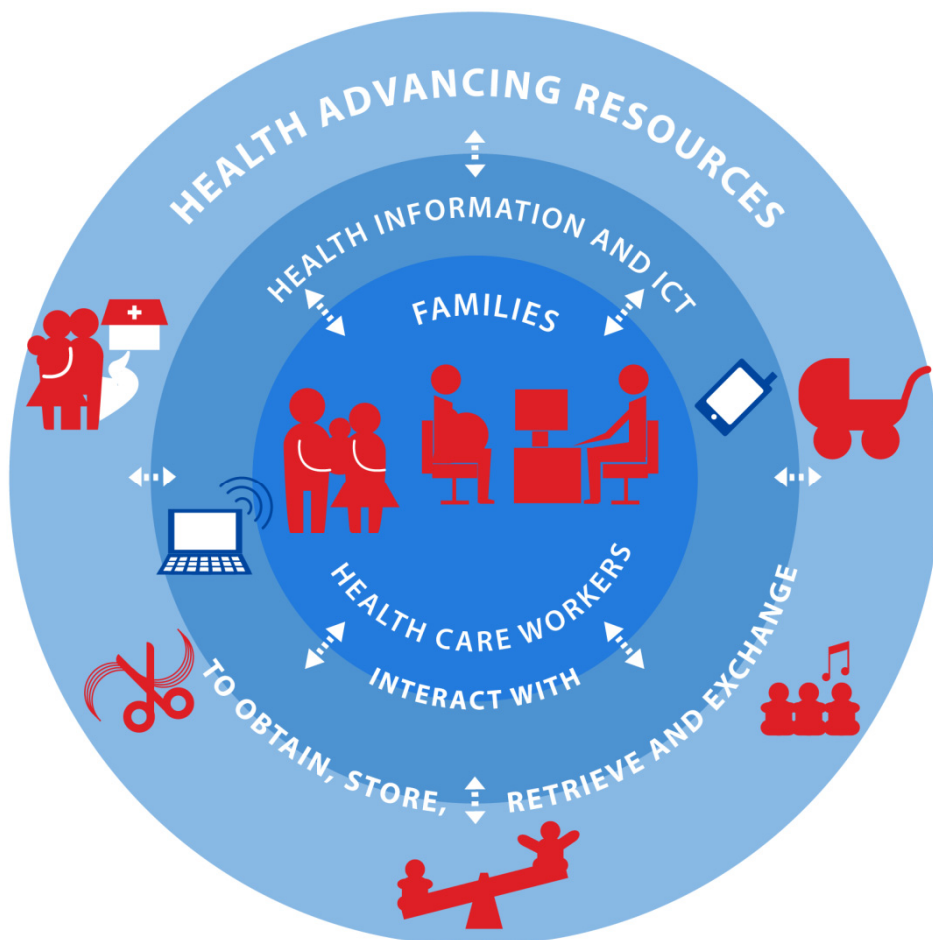 HEALTH ADVANCING RESOURCES
HEALTH INFORMATION AND ICT
FAMILIES
HEALTH CARE WORKERS
INTERACT WITH
TO OBTAIN, STORE,
RETRIEVE AND EXCHANGE